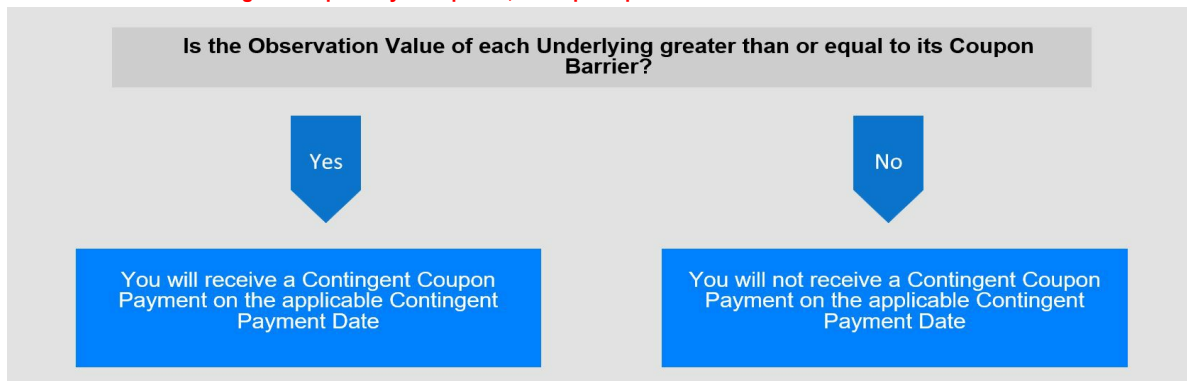 Is the Observation Value of each Underlying greater than or equal to its Coupon
Barrier?
Yes
No
You will receive a Contingent Coupon
Payment on the applicable Contingent
Payment Date
You will not receive a Contingent Coupon
Payment on the applicable Contingent
Payment Date